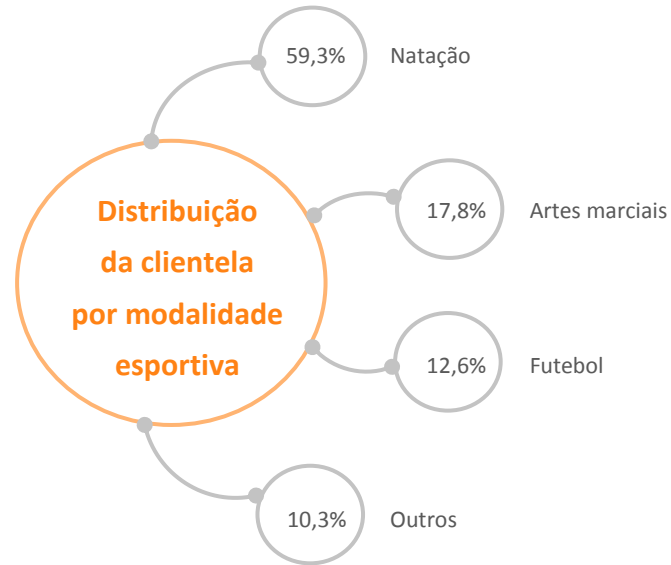 59,3% Natação
Distribuição
da clientela
por modalidade
esportiva
17,8% Artes marciais
12,6% Futebol
10,3% Outros